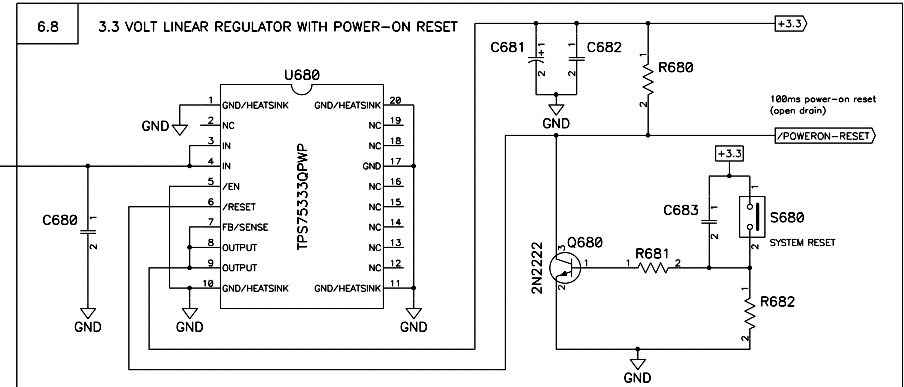 6.8 3.3 VOLT LINEAR REGULATOR WITH POWER-ON RESET
+3.3
C681 +1 2
1 C682 2
1 R680 2
GND
100ms power-on reset
(open drain)
/POWERON-RESET
U680
TPS75333QPWP
1 GND/HEATSINK GND/HEATSINK 20
2 NC NC 19
3 IN NC 18
4 IN GND 17
5 /EN NC 16
6 /RESET NC 15
7 FB/SENSE NC 14
8 OUTPUT NC 13
9 OUTPUT NC 12
10 GND/HEATSINK GND/HEATSINK 11
GND
C680 1 2
GND
GND
GND
+3.3
C683 1 2
1 S680 2
SYSTEM RESET
2N2222
Q680
3
1
2
1 R681 2
1 R682 2
GND